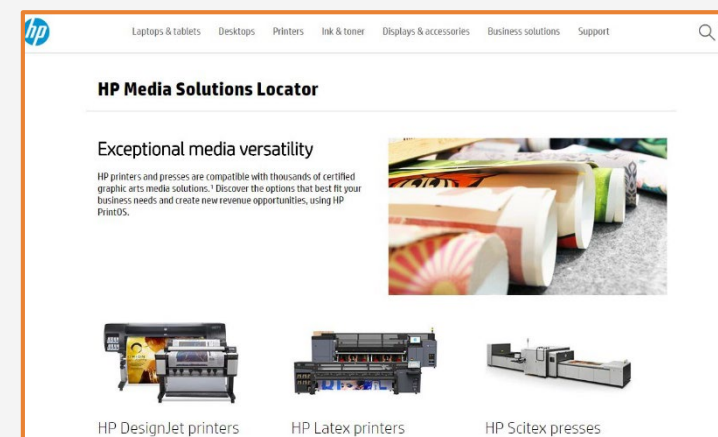 hp
Laptops & tablets Desktops Printers Ink & toner Displays & accessories Business solutions Support
HP Media Solutions Locator
Exceptional media versatility
HP printers and presses are compatible with thousands of certified
graphic arts media solutions.¹ Discover the options that best fit your
business needs and create new revenue opportunities, using HP
PrintOS.
HP DesignJet printers HP Latex printers HP Scitex presses